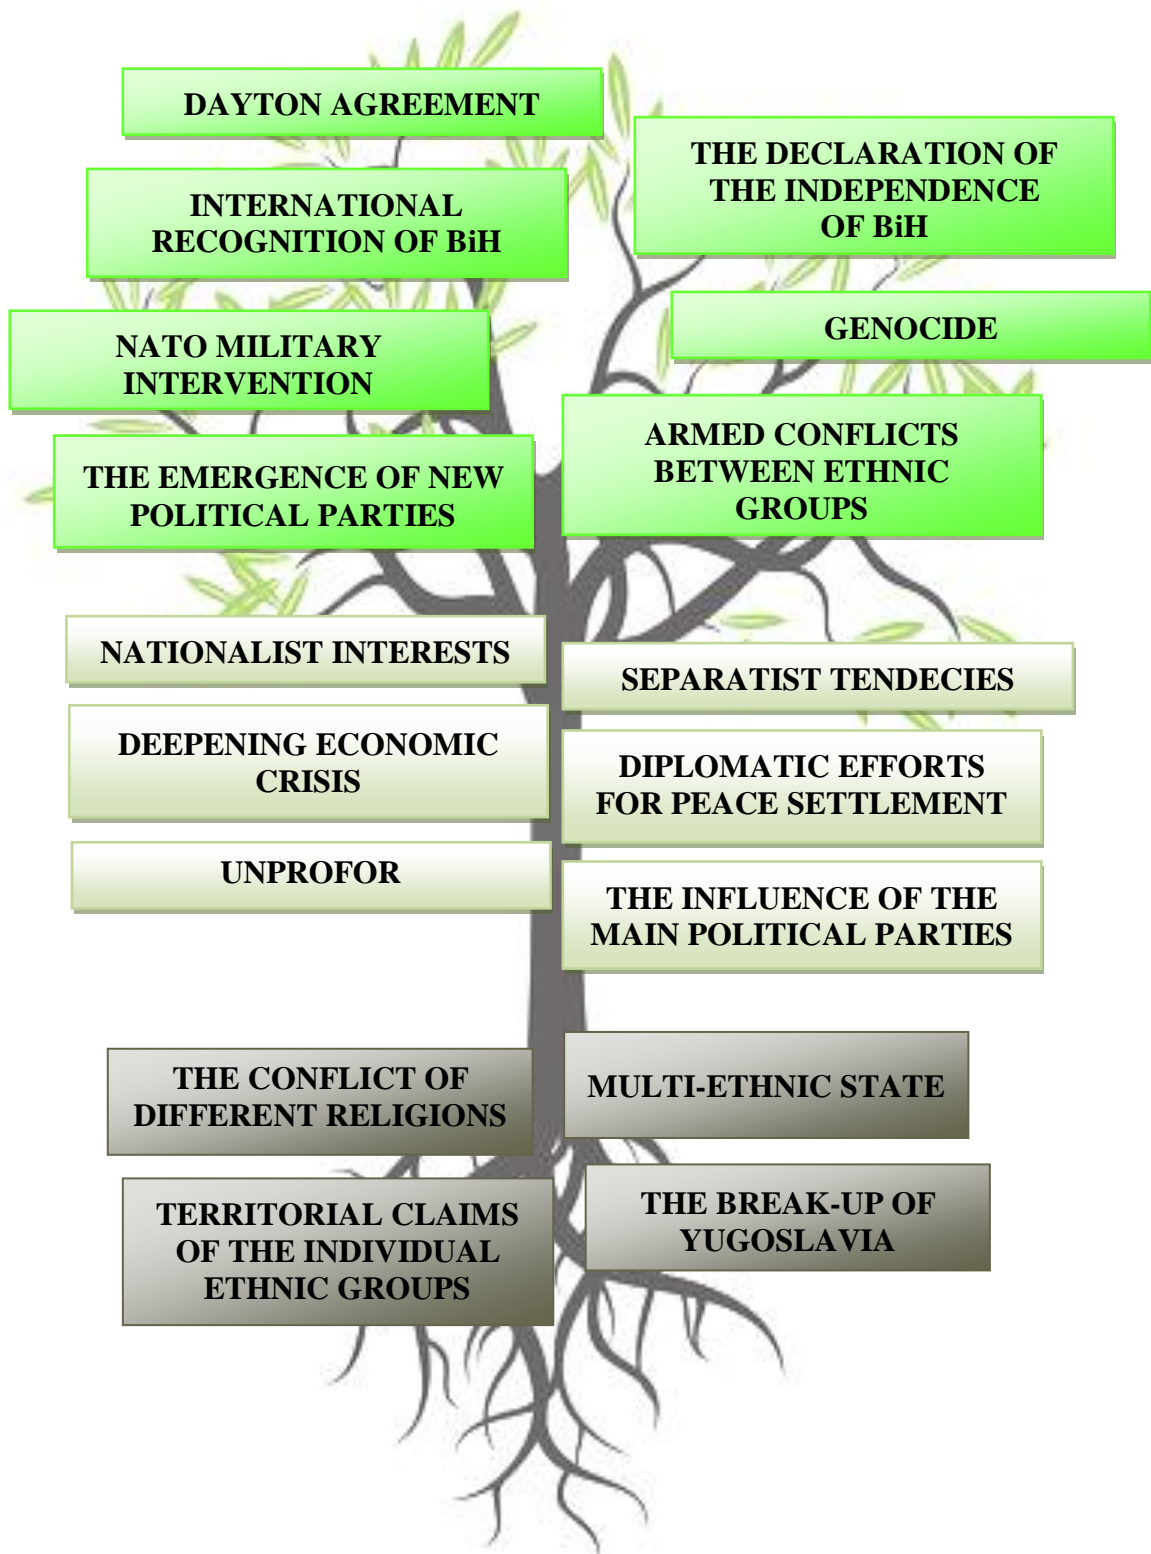 DAYTON AGREEMENT
THE DECLARATION OF
THE INDEPENDENCE
OF BiH
INTERNATIONAL
RECOGNITION OF BiH
GENOCIDE
NATO MILITARY
INTERVENTION
ARMED CONFLICTS
BETWEEN ETHNIC
GROUPS
THE EMERGENCE OF NEW
POLITICAL PARTIES
NATIONALIST INTERESTS
SEPARATIST TENDECIES
DEEPENING ECONOMIC
CRISIS
DIPLOMATIC EFFORTS
FOR PEACE SETTLEMENT
UNPROFOR
THE INFLUENCE OF THE
MAIN POLITICAL PARTIES
THE CONFLICT OF
DIFFERENT RELIGIONS
MULTI-ETHNIC STATE
TERRITORIAL CLAIMS
OF THE INDIVIDUAL
ETHNIC GROUPS
THE BREAK-UP OF
YUGOSLAVIA